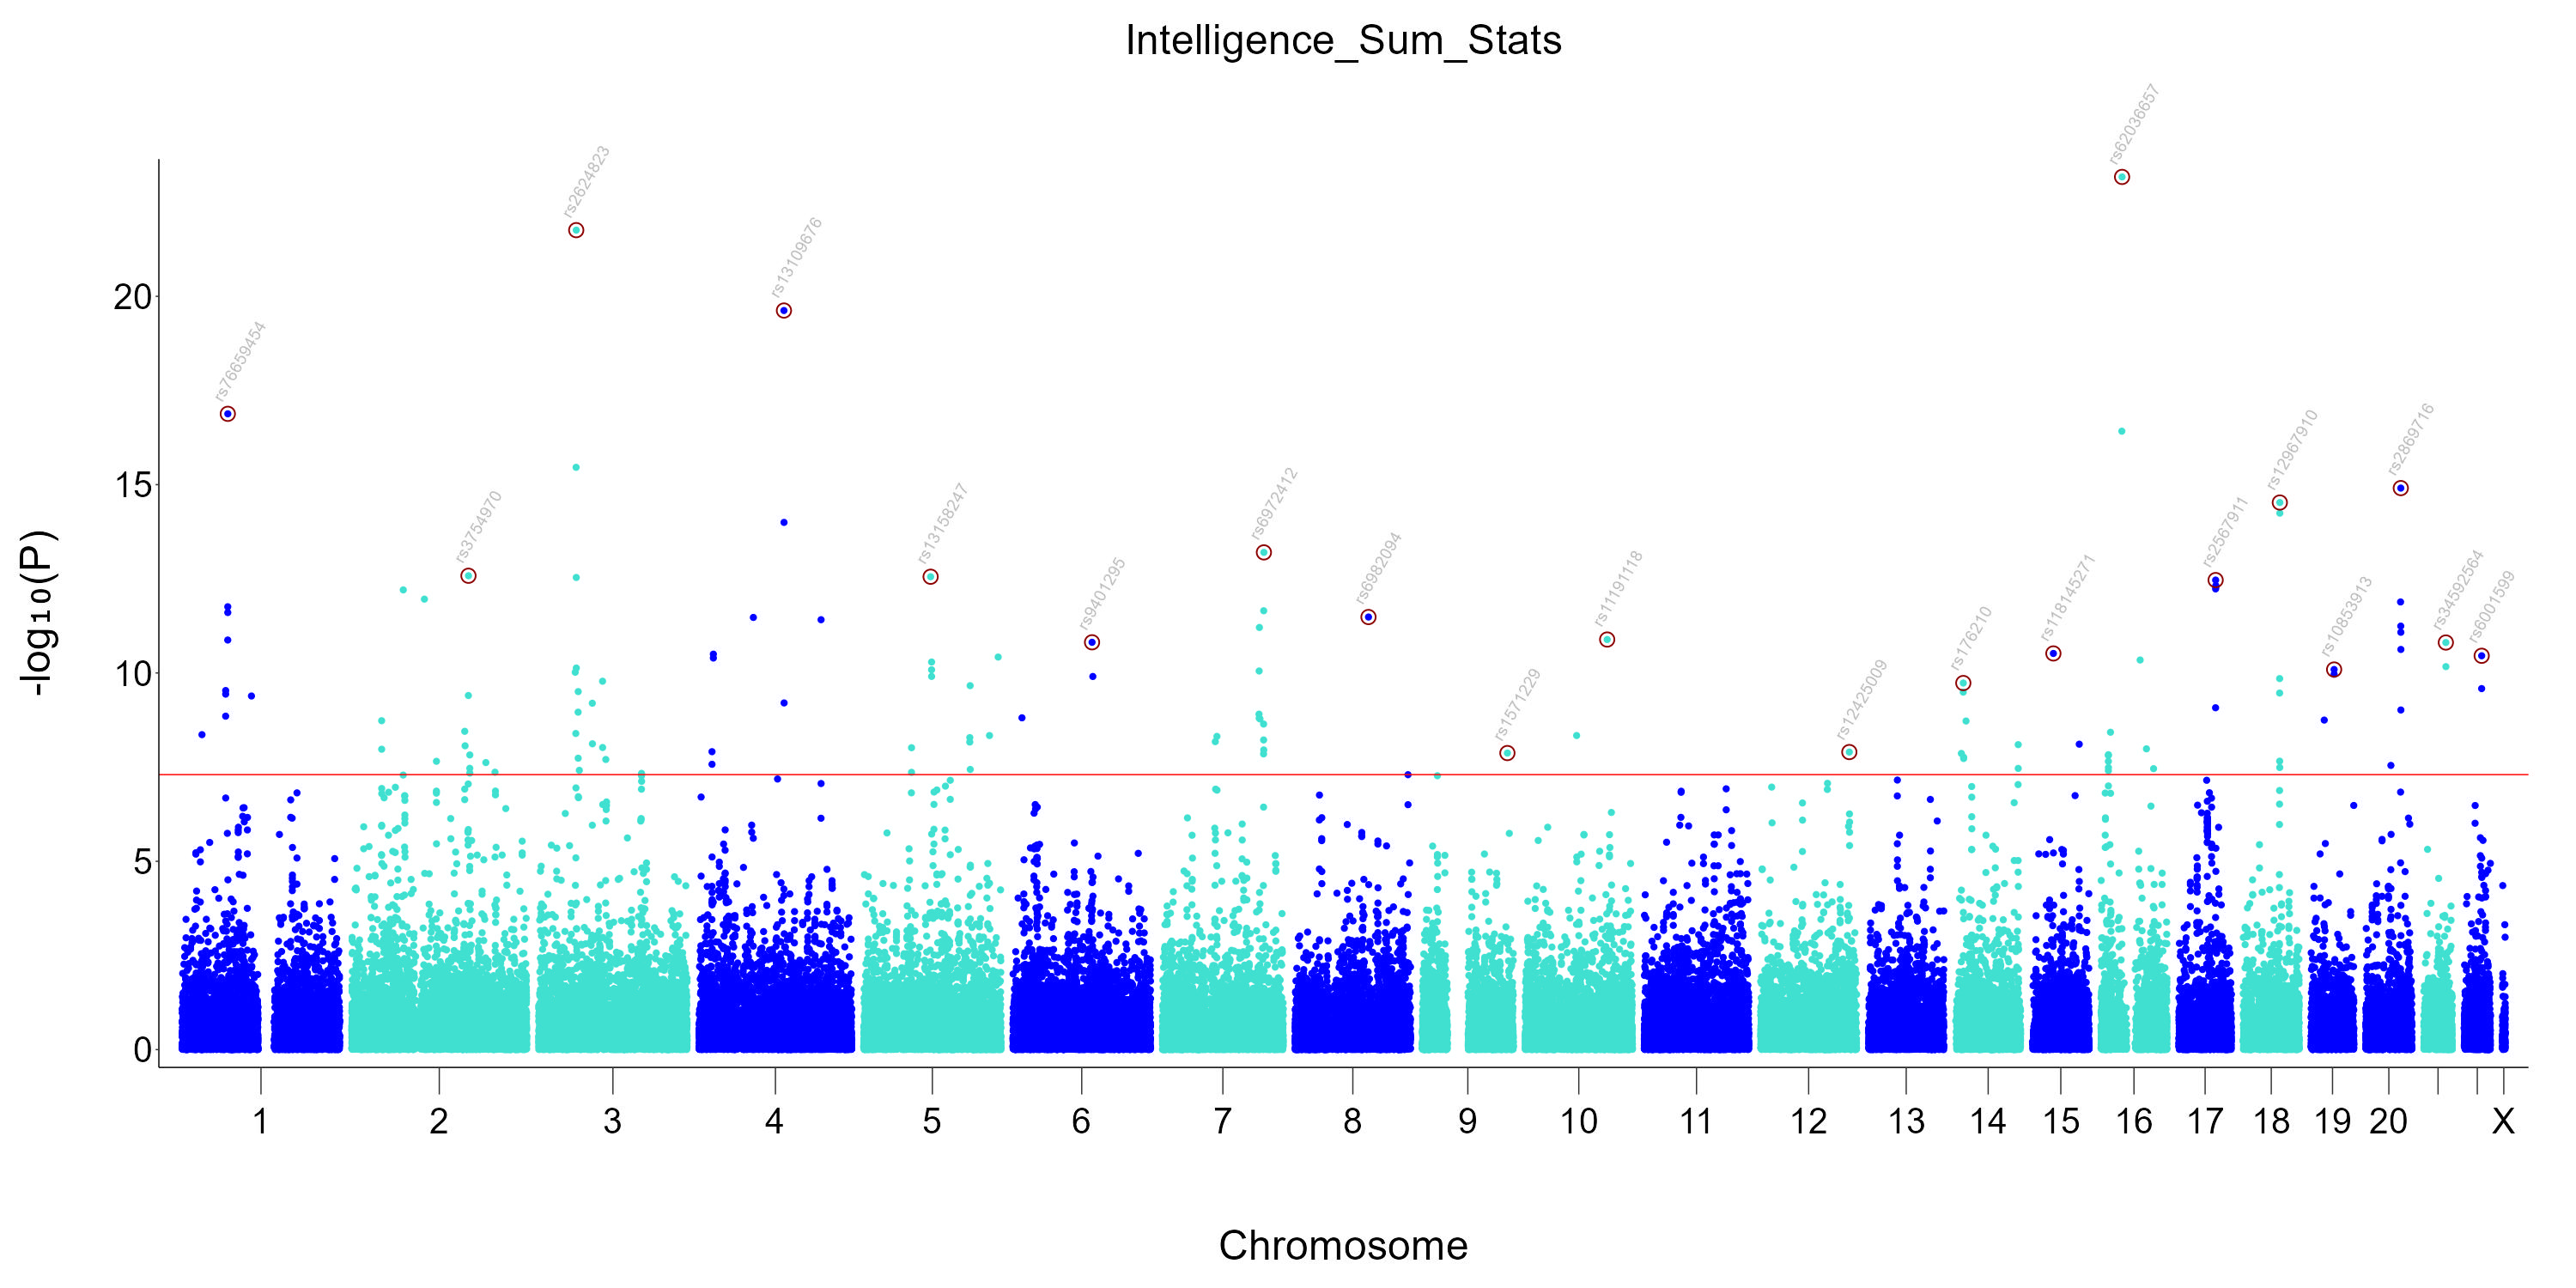 Intelligence_Sum_Stats
rs62036657
rs2624823
rs13109676
rs76659454
rs2869716
rs12967910
rs6972412
rs13158247
rs3754970
rs2567911
rs6982094
rs11191118
rs34592564
rs118145271
rs9401295
rs6001599
rs10853913
rs176210
rs12425009
rs1571229
-log₁₀(P)
20
15
10
5
0
1 2 3 4 5 6 7 8 9 10 11 12 13 14 15 16 17 18 19 20 X
Chromosome